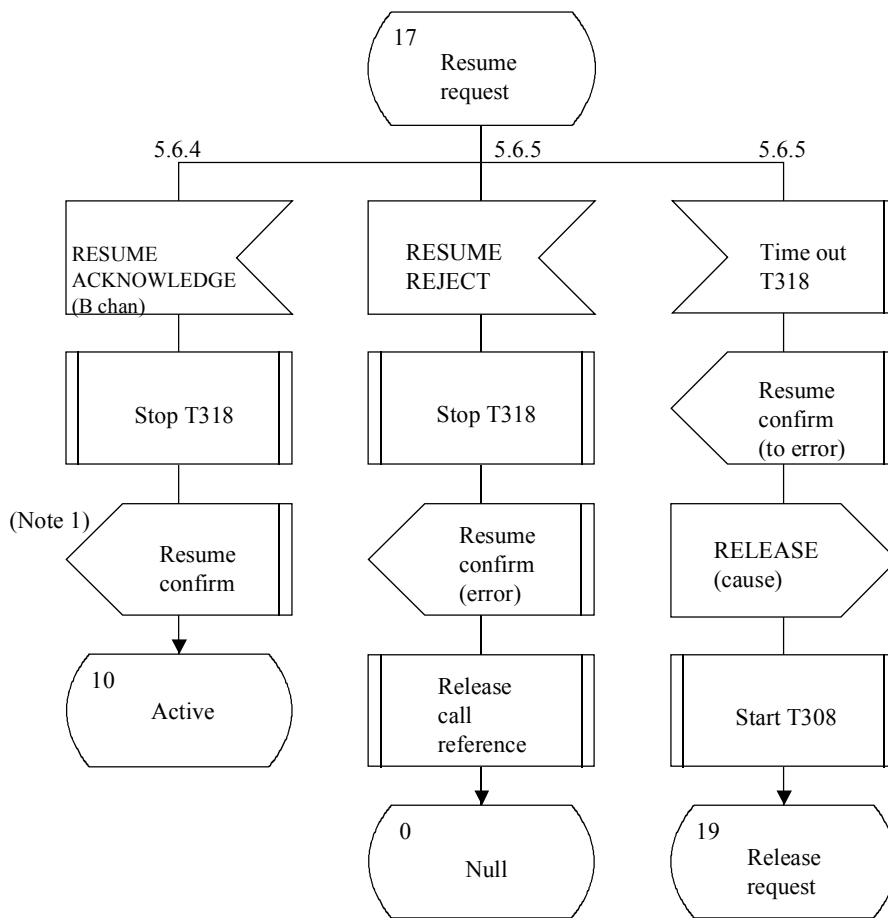 17
Resume
request
5.6.4
5.6.5
5.6.5
RESUME
ACKNOWLEDGE
(B chan)
RESUME
REJECT
Time out
T318
Stop T318
Stop T318
Resume
confirm
(to error)
(Note 1)
Resume
confirm
Resume
confirm
(error)
RELEASE
(cause)
10
Active
Release
call
reference
Start T308
0
Null
19
Release
request